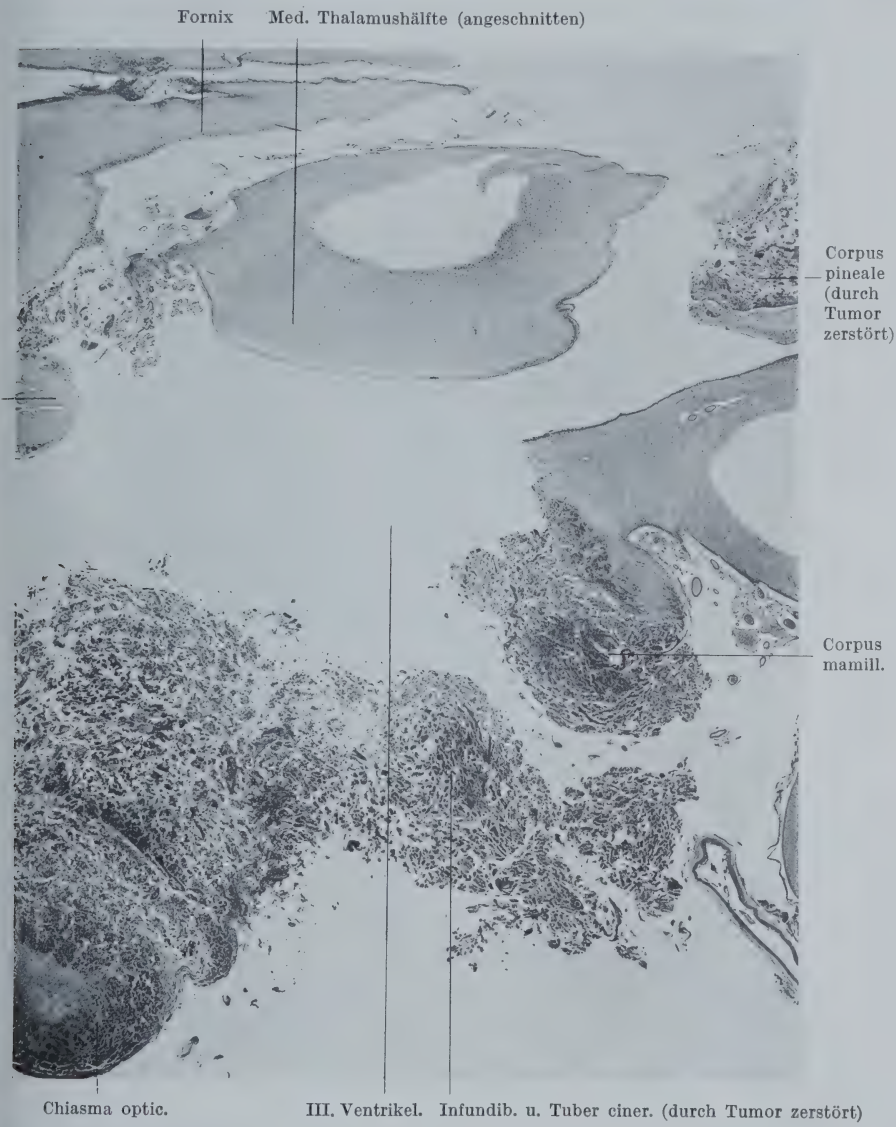 Fornix Med. Thalamushälfte (angeschnitten)
Corpus
pineale
(durch
Tumor
zerstört)
Corpus
mamill.
Chiasma optic. III. Ventrikel. Infundib. u. Tuber ciner. (durch Tumor zerstört)